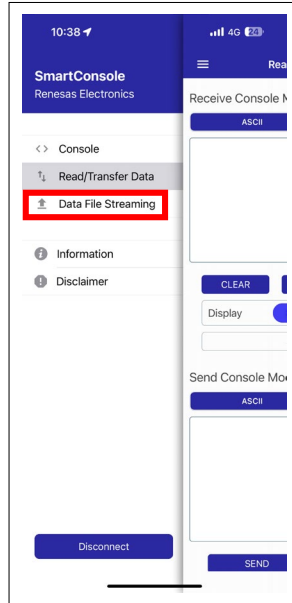 10:38
4G 24
SmartConsole
Renesas Electronics
Console
Read/Transfer Data
Data File Streaming
Information
Disclaimer
Disconnect
Rea
Receive Console M
ASCII
CLEAR
Display
Send Console Mo
ASCII
SEND